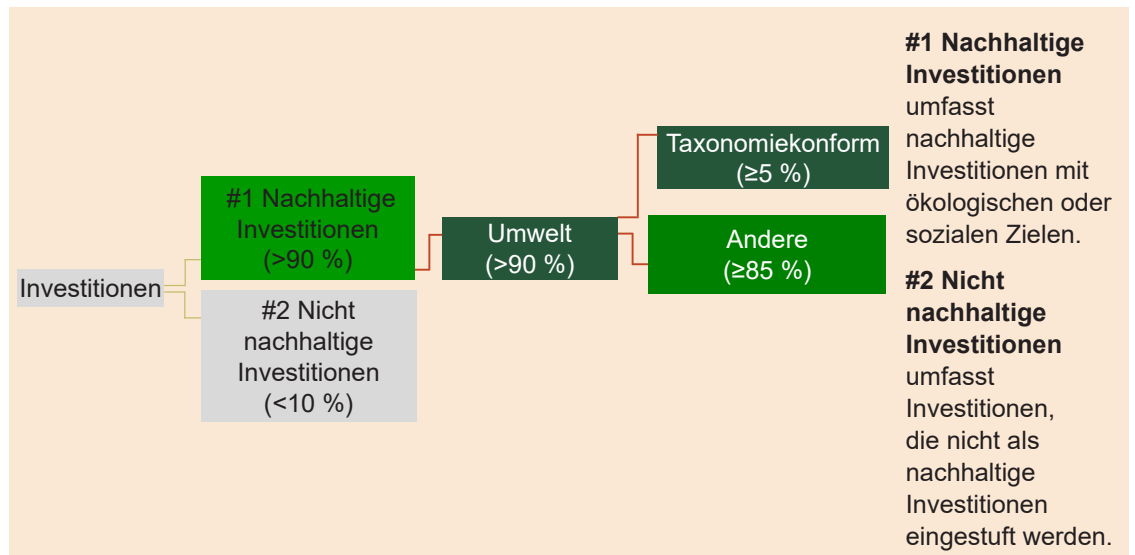 Investitionen
#1 Nachhaltige
Investitionen
(>90 %)
#2 Nicht
nachhaltige
Investitionen
(<10 %)
Umwelt
(>90 %)
Taxonomiekonform
(≥5 %)
Andere
(≥85 %)
#1 Nachhaltige
Investitionen
umfasst
nachhaltige
Investitionen mit
ökologischen oder
sozialen Zielen.
#2 Nicht
nachhaltige
Investitionen
umfasst
Investitionen,
die nicht als
nachhaltige
Investitionen
eingestuft werden.